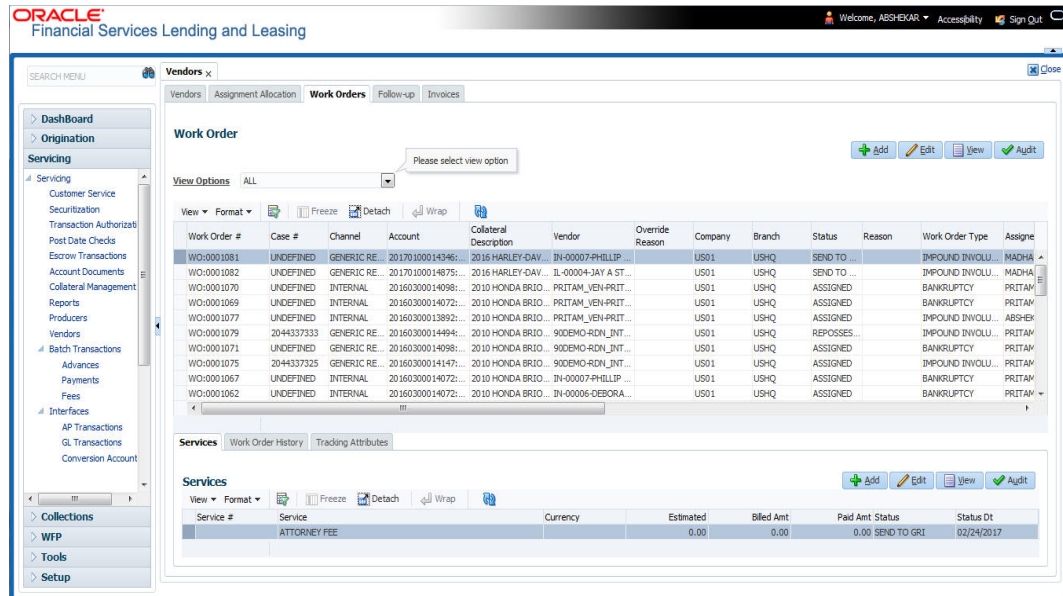 ORACLE
Financial Services Lending and Leasing
Welcome, ABSHEKAR Accessibility Sign Out
SEARCH MENU
Vendors
Close
Vendors Assignment Allocation Work Orders Follow-up Invoices
DashBoard
Origination
Servicing
Servicing
Customer Service
Securitization
Transaction Authorizati
Post Date Checks
Escrow Transactions
Account Documents
Collateral Management
Reports
Producers
Vendors
Batch Transactions
Advances
Payments
Fees
Interfaces
AP Transactions
GL Transactions
Conversion Account
Collections
WFP
Tools
Setup
Work Order
Add Edit View Audit
Please select view option
View Options ALL
View Format Freeze Detach Wrap
Work Order # Case # Channel Account Collateral Description Vendor Override Reason Company Branch Status Reason Work Order Type Assigne
WO:0001081 UNDEFINED GENERIC RE... 20170100014346:... 2016 HARLEY-DAV... IN-00007-PHILLIP ... US01 USHQ SEND TO ... IMPOUND INVOLU... MADHA
WO:0001082 UNDEFINED GENERIC RE... 20170100014875:... 2016 HARLEY-DAV... IL-00004-JAY A ST... US01 USHQ SEND TO ... IMPOUND INVOLU... MADHA
WO:0001070 UNDEFINED INTERNAL 20160300014098:... 2010 HONDA BRIO... PRITAM_VEN-PRIT... US01 USHQ ASSIGNED BANKRUPTCY PRITAM
WO:0001069 UNDEFINED INTERNAL 20160300014072:... 2010 HONDA BRIO... PRITAM_VEN-PRIT... US01 USHQ ASSIGNED BANKRUPTCY PRITAM
WO:0001077 UNDEFINED INTERNAL 20160300013892:... 2010 HONDA BRIO... PRITAM_VEN-PRIT... US01 USHQ ASSIGNED BANKRUPTCY ABSHEK
WO:0001079 2044337333 GENERIC RE... 20160300014494:... 2010 HONDA BRIO... 90DEMO-RDN_INT... US01 USHQ REPOSSES... IMPOUND INVOLU... PRITAM
WO:0001071 UNDEFINED GENERIC RE... 20160300014098:... 2010 HONDA BRIO... 90DEMO-RDN_INT... US01 USHQ ASSIGNED BANKRUPTCY PRITAM
WO:0001075 2044337325 GENERIC RE... 20160300014147:... 2010 HONDA BRIO... 90DEMO-RDN_INT... US01 USHQ ASSIGNED IMPOUND INVOLU... PRITAM
WO:0001067 UNDEFINED INTERNAL 20160300014072:... 2010 HONDA BRIO... IN-00007-PHILLIP ... US01 USHQ ASSIGNED BANKRUPTCY PRITAM
WO:0001062 UNDEFINED INTERNAL 20160300014072:... 2010 HONDA BRIO... IN-00006-DEBORA... US01 USHQ ASSIGNED BANKRUPTCY PRITAM
Services Work Order History Tracking Attributes
Services
Add Edit View Audit
View Format Freeze Detach Wrap
Service # Service Currency Estimated Billed Amt Paid Amt Status Status Dt
ATTORNEY FEE 0.00 0.00 0.00 SEND TO GRI 02/24/2017